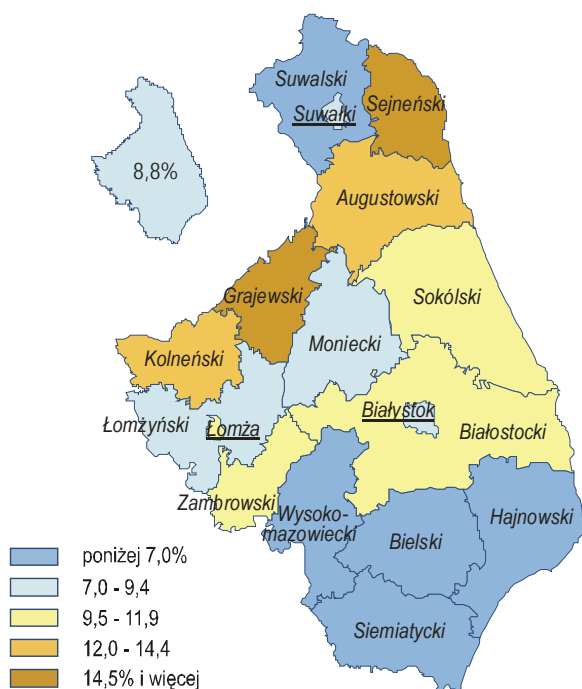 Suwalski
Suwałki
Sejneński
8,8%
Augustowski
Sokólski
Grajewski
Moniecki
Kolneński
Łomżyński
Łomża
Białystok
Białostocki
Zambrowski
Wysoko-
mazowiecki
Hajnowski
Bielski
Siemiatycki
poniżej 7,0%
7,0 - 9,4
9,5 - 11,9
12,0 - 14,4
14,5% i więcej